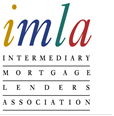 imla
INTERMEDIARY
MORTGAGE
LENDERS
ASSOCIATION